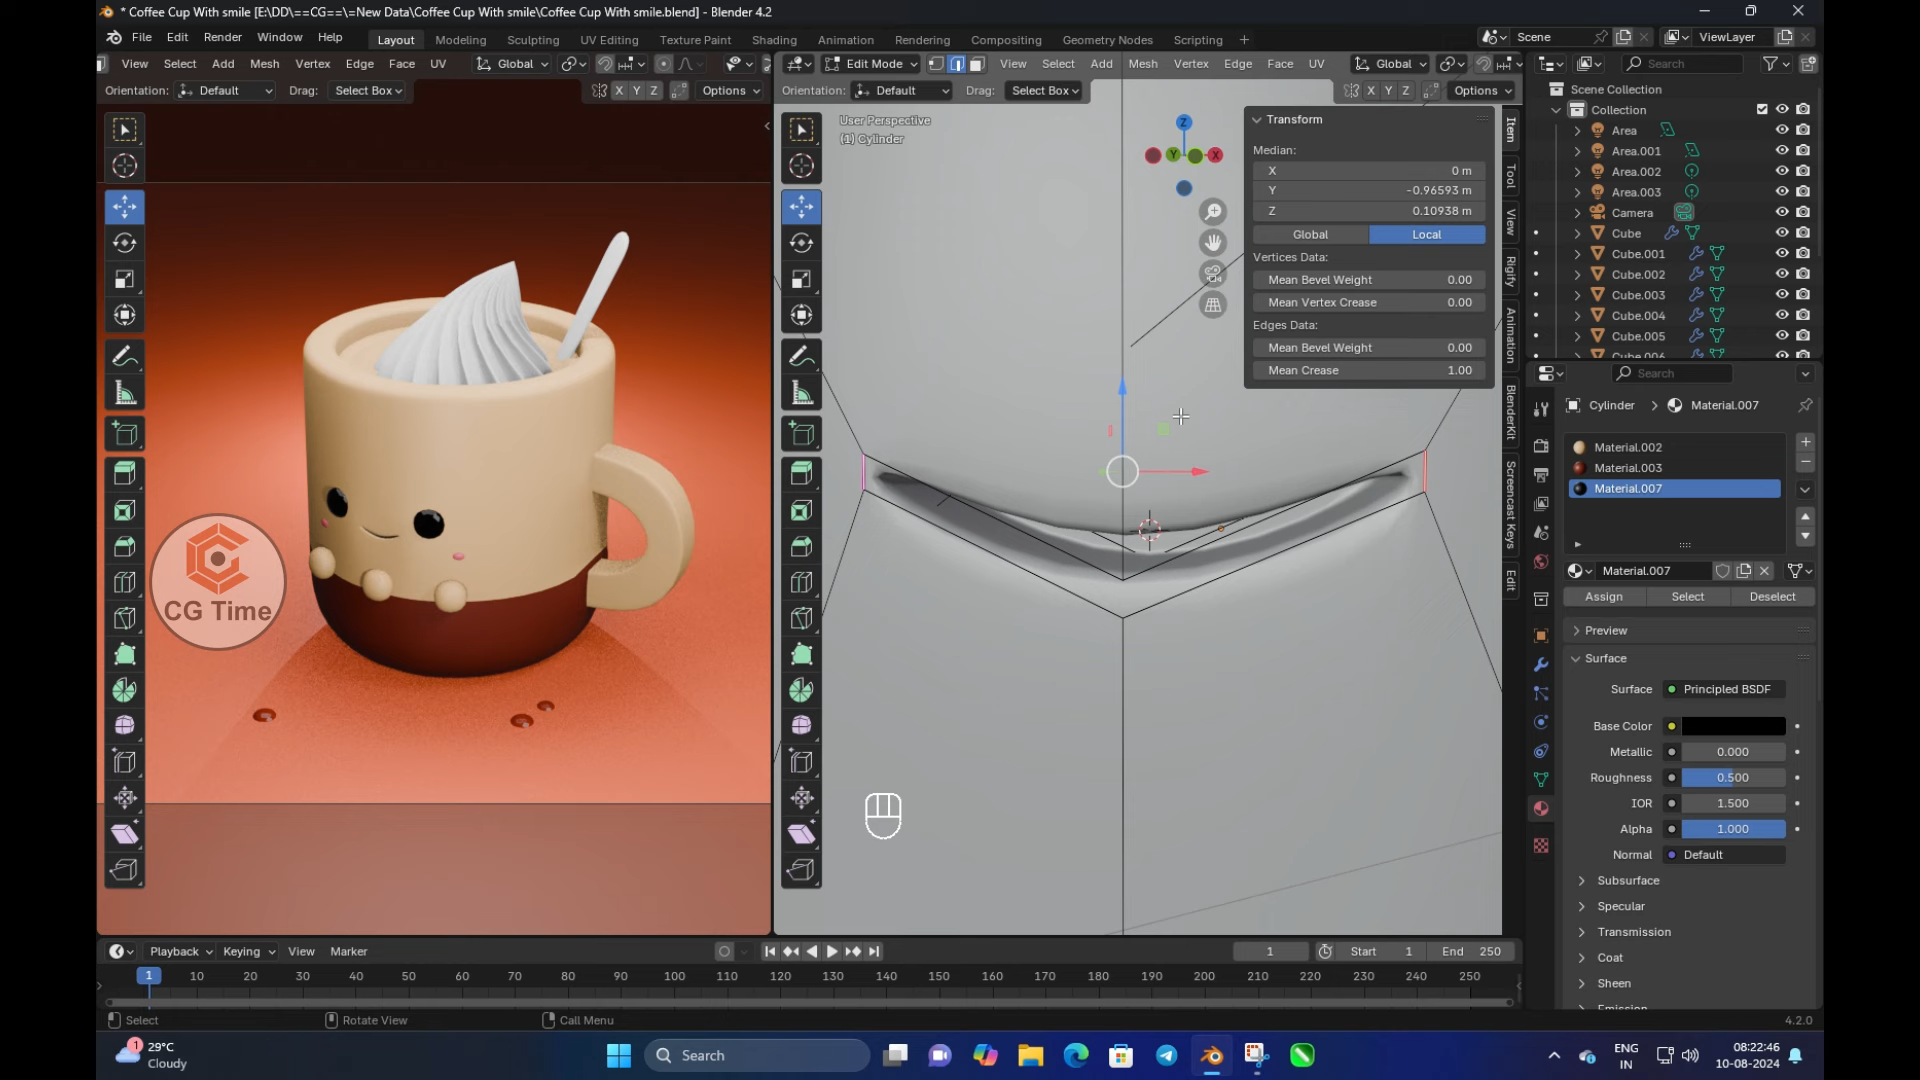 * Coffee Cup With smile [E:\DD\==CG==\=New Data\Coffee Cup With smile\Coffee Cup With smile.blend] - Blender 4.2
File Edit Render Window Help Layout Modeling Sculpting UV Editing Texture Paint Shading Animation Rendering Compositing Geometry Nodes Scripting + Scene ViewLayer
View Select Add Mesh Vertex Edge Face UV Global Edit Mode View Select Add Mesh Vertex Edge Face UV Global Search
Orientation: Default Drag: Select Box X Y Z Options Orientation: Default Drag: Select Box X Y Z Options
Scene Collection
Collection
Area
Area.001
Area.002
Area.003
Camera
Cube
Cube.001
Cube.002
Cube.003
Cube.004
Cube.005
Cube.006
User Perspective
(1) Cylinder
Z
Y
X
Transform
Median:
X 0 m
Y -0.96593 m
Z 0.10938 m
Global Local
Vertices Data:
Mean Bevel Weight 0.00
Mean Vertex Crease 0.00
Edges Data:
Mean Bevel Weight 0.00
Mean Crease 1.00
Item
Tool
View
Rigify
Animation
BlenderKit
Screencast Keys
Edit
CG Time
Search
Cylinder > Material.007
Material.002
Material.003
Material.007
Material.007
Assign Select Deselect
Preview
Surface
Surface Principled BSDF
Base Color
Metallic 0.000
Roughness 0.500
IOR 1.500
Alpha 1.000
Normal Default
Subsurface
Specular
Transmission
Coat
Sheen
Emission
Playback Keying View Marker 1 Start 1 End 250
1 10 20 30 40 50 60 70 80 90 100 110 120 130 140 150 160 170 180 190 200 210 220 230 240 250
Select Rotate View Call Menu 4.2.0
1 29°C
Cloudy
Search
ENG
IN
08:22:46
10-08-2024